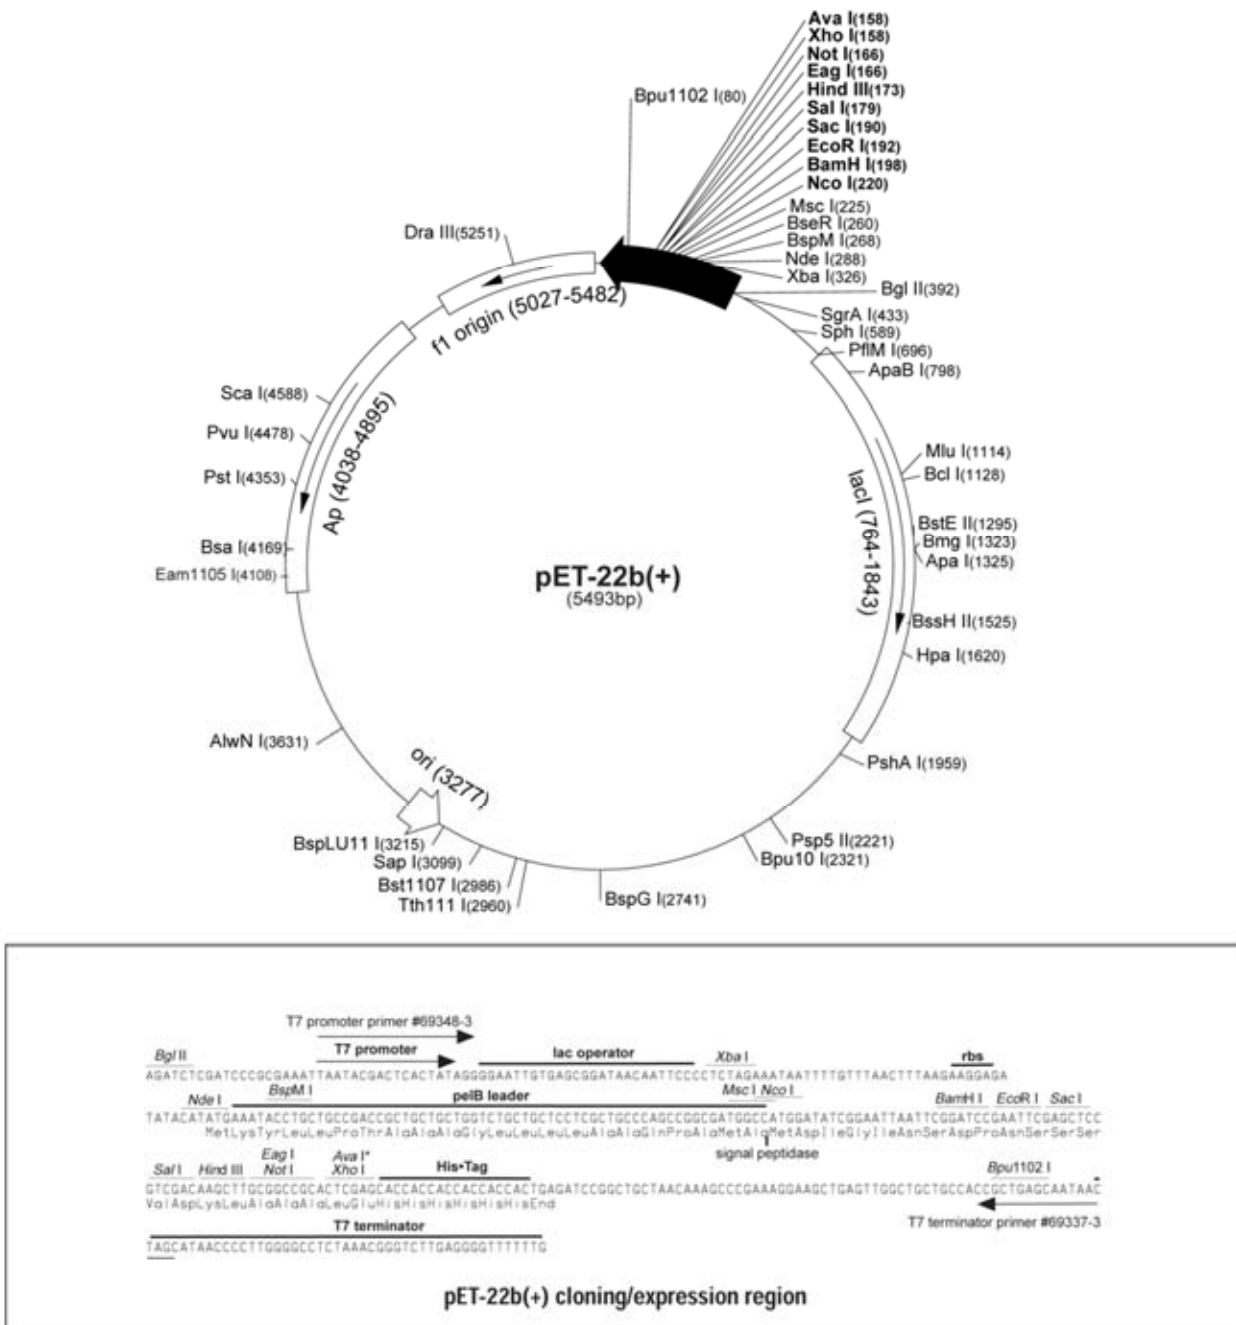 Ava I(158)
Xho I(158)
Not I(166)
Eag I(166)
Hind III(173)
Sal I(179)
Sac I(190)
EcoR I(192)
BamH I(198)
Nco I(220)
Msc I(225)
BseR I(260)
BspM I(268)
Nde I(288)
Xba I(326)
Bpu1102 I(80)
Dra III(5251)
Bgl II(392)
SgrA I(433)
Sph I(589)
PflM I(696)
ApaB I(798)
f1 origin (5027-5482)
Sca I(4588)
Pvu I(4478)
Pst I(4353)
Bsa I(4169)
Eam1105 I(4108)
Ap (4038-4895)
lacI (764-1843)
Mlu I(1114)
Bcl I(1128)
BstE II(1295)
Bmg I(1323)
Apa I(1325)
BssH II(1525)
Hpa I(1620)
pET-22b(+)
(5493bp)
PshA I(1959)
AlwN I(3631)
ori (3277)
Psp5 II(2221)
Bpu10 I(2321)
BspLU11 I(3215)
Sap I(3099)
Bst1107 I(2986)
Tth111 I(2960)
BspG I(2741)
T7 promoter primer #69348-3
Bgl II T7 promoter lac operator Xba I rbs
AGATCTCGATCCCGCGAAATTAATACGACTCACTATAGGGGAATTGTGAGCGGATAACAATTCCCCTCTAGAAATAATTTTGTTTAACTTTAAGAAGGAGA
Nde I BspM I pelB leader Msc I Nco I BamH I EcoR I Sac I
TATACATATGAAATACCTGCTGCCGACCGCTGCTGCTGGTCTGCTGCTCCTCGCTGCCCAGCCGGCGATGGCCATGGATATCGGAATTAATTCGGATCCGAATTCGAGCTCC
MetLysTyrLeuLeuProThrAlaAlaAlaGlyLeuLeuLeuLeuAlaAlaGlnProAlaMetAlaMetAspIleGlyIleAsnSerAspProAsnSerSerSer
signal peptidase
Sal I Hind III Eag I Not I Ava I* Xho I His•Tag Bpu1102 I
GTCGACAAGCTTGCGGCCGCACTCGAGCACCACCACCACCACCACTGAGATCCGGCTGCTAACAAAGCCCGAAAGGAAGCTGAGTTGGCTGCTGCCACCGCTGAGCAATAAC
ValAspLysLeuAlaAlaAlaLeuGluHisHisHisHisHisHisEnd
T7 terminator
T7 terminator primer #69337-3
TAGCATAACCCCTTGGGGCCTCTAAACGGGTCTTGAGGGGTTTTTTG
pET-22b(+) cloning/expression region